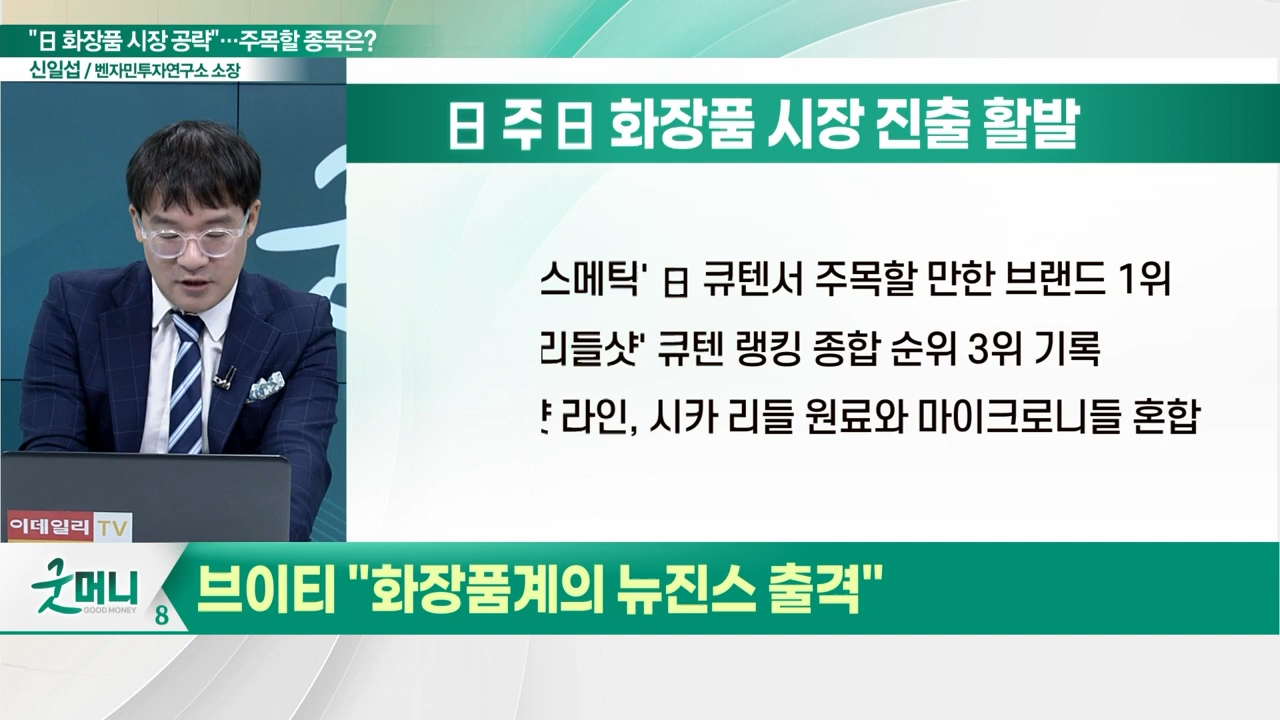 "日 화장품 시장 공략"…주목할 종목은?
신일섭 / 벤자민투자연구소 소장
日 주 日 화장품 시장 진출 활발
스메틱' 日 큐텐서 주목할 만한 브랜드 1위
리들샷' 큐텐 랭킹 종합 순위 3위 기록
라인, 시카 리들 원료와 마이크로니들 혼합
이데일리 TV
굿머니
GOOD MONEY
8
브이티 "화장품계의 뉴진스 출격"